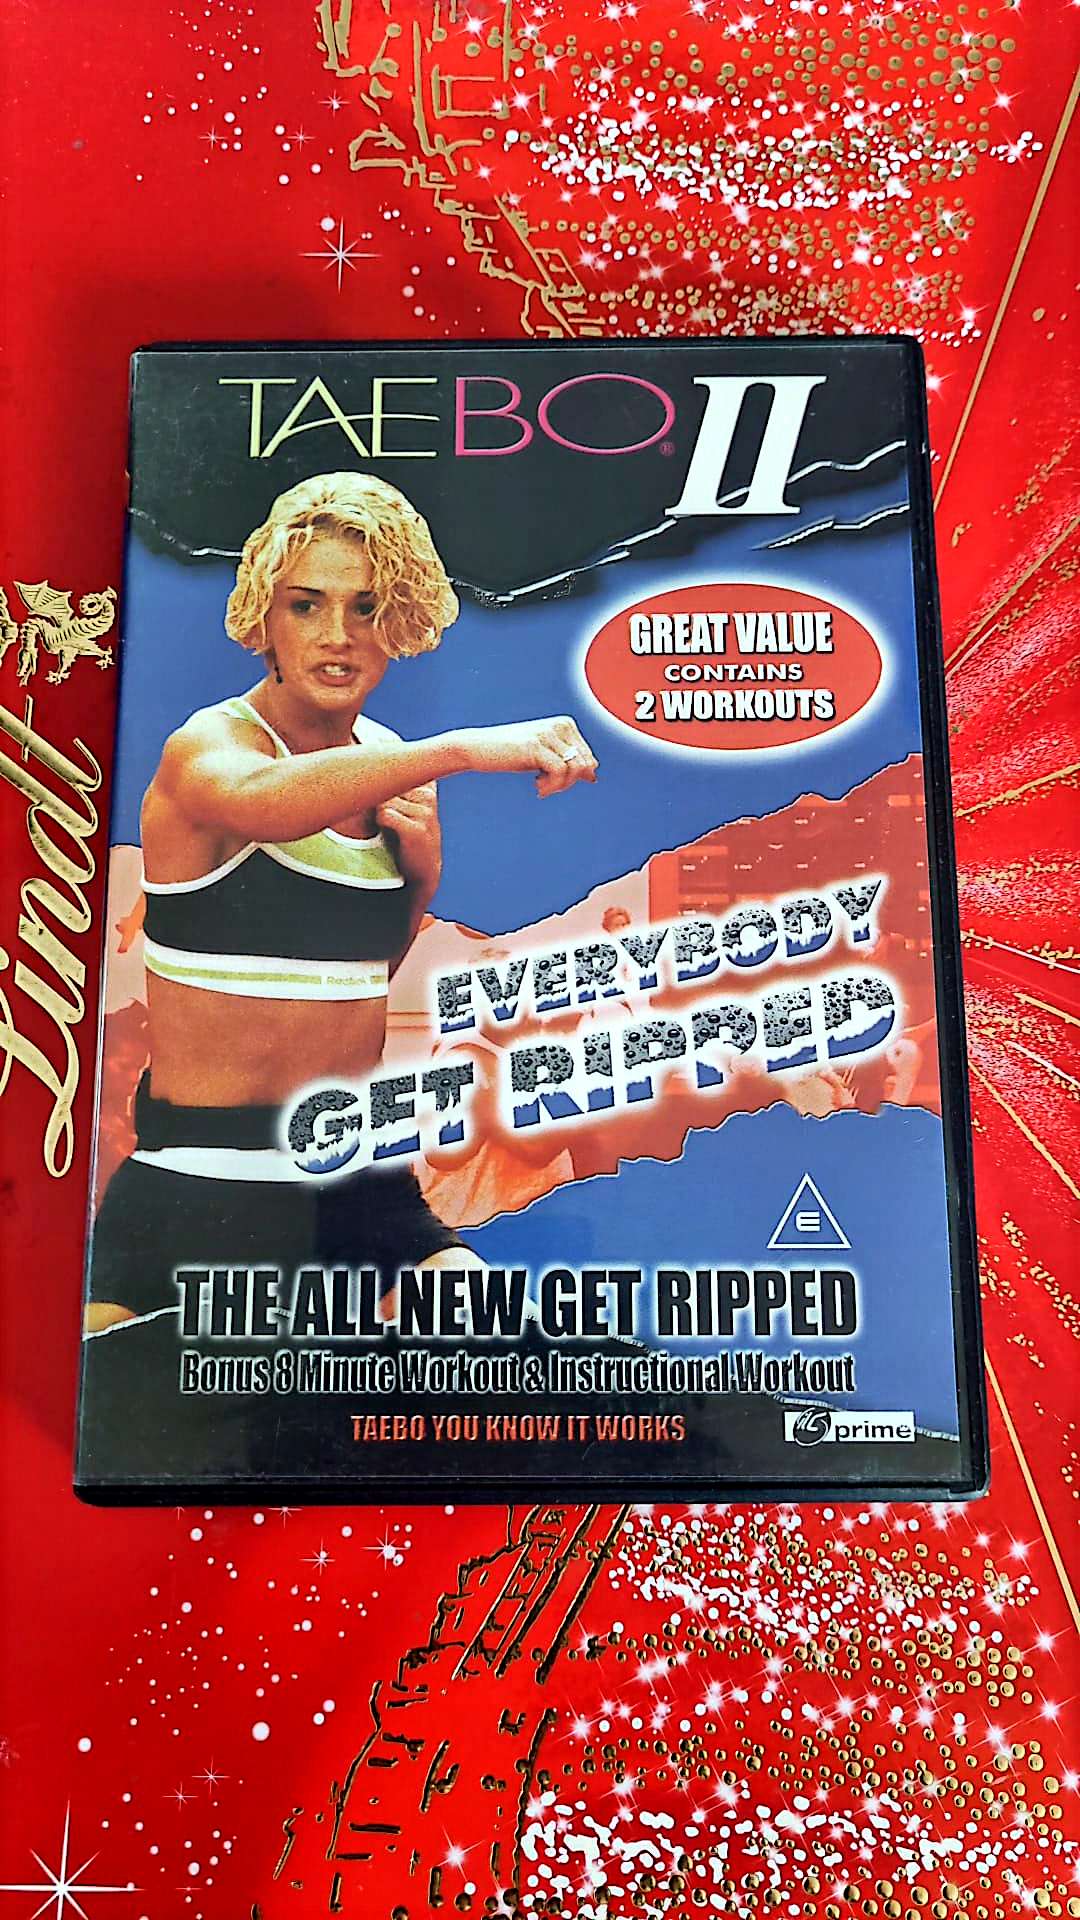 TAEBO® II
GREAT VALUE
CONTAINS
2 WORKOUTS
Lindt
Reebok
EVERYBODY
GET RIPPED
E
THE ALL NEW GET RIPPED
Bonus 8 Minute Workout & Instructional Workout
TAEBO YOU KNOW IT WORKS
prime